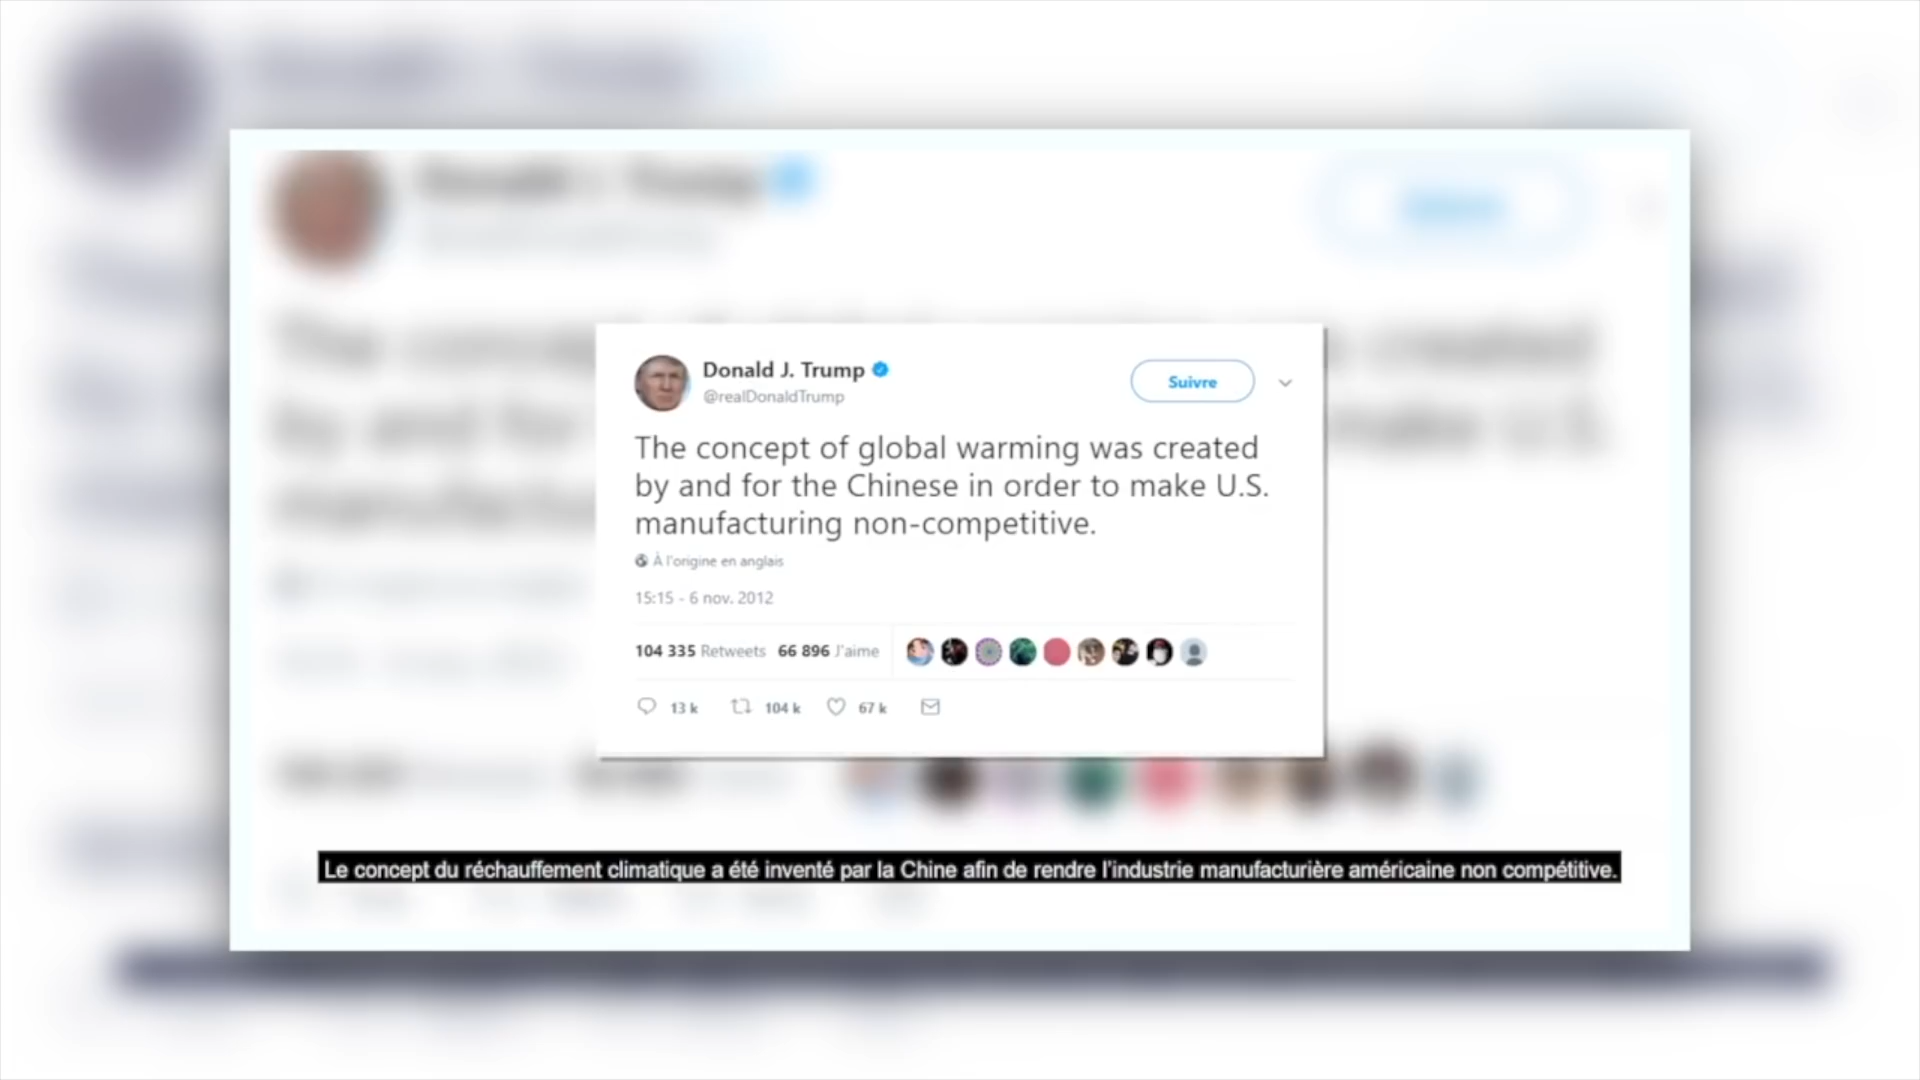 Donald J. Trump
@realDonaldTrump
Suivre
The concept of global warming was created
by and for the Chinese in order to make U.S.
manufacturing non-competitive.
À l'origine en anglais
15:15 - 6 nov. 2012
104 335 Retweets 66 896 J'aime
13 k 104 k 67 k
Le concept du réchauffement climatique a été inventé par la Chine afin de rendre l'industrie manufacturière américaine non compétitive.